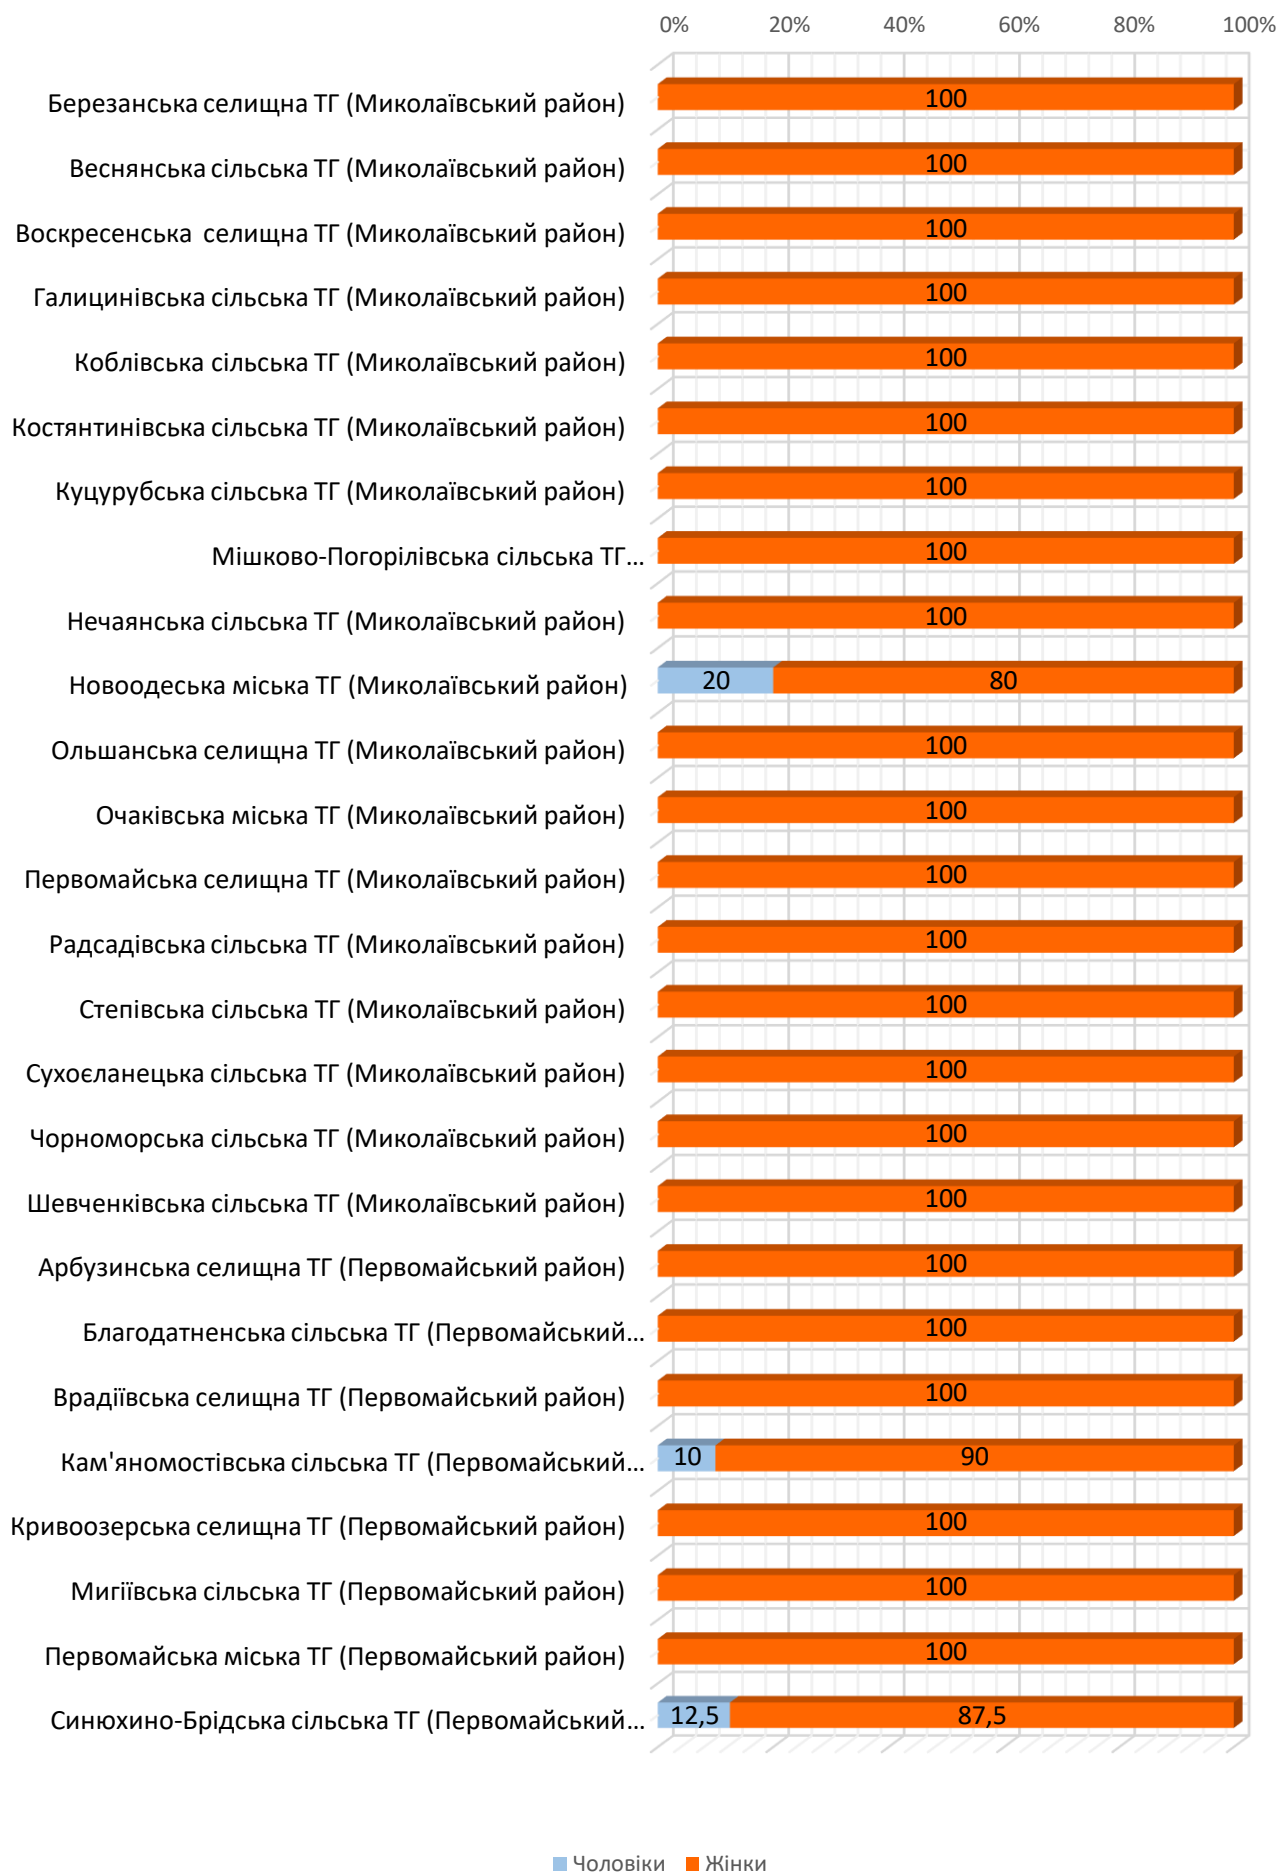 0% 20% 40% 60% 80% 100%
Березанська селищна ТГ (Миколаївський район) 100
Веснянська сільська ТГ (Миколаївський район) 100
Воскресенська  селищна ТГ (Миколаївський район) 100
Галицинівська сільська ТГ (Миколаївський район) 100
Коблівська сільська ТГ (Миколаївський район) 100
Костянтинівська сільська ТГ (Миколаївський район) 100
Куцурубська сільська ТГ (Миколаївський район) 100
Мішково-Погорілівська сільська ТГ... 100
Нечаянська сільська ТГ (Миколаївський район) 100
Новоодеська міська ТГ (Миколаївський район) 20 80
Ольшанська селищна ТГ (Миколаївський район) 100
Очаківська міська ТГ (Миколаївський район) 100
Первомайська селищна ТГ (Миколаївський район) 100
Радсадівська сільська ТГ (Миколаївський район) 100
Степівська сільська ТГ (Миколаївський район) 100
Сухоєланецька сільська ТГ (Миколаївський район) 100
Чорноморська сільська ТГ (Миколаївський район) 100
Шевченківська сільська ТГ (Миколаївський район) 100
Арбузинська селищна ТГ (Первомайський район) 100
Благодатненська сільська ТГ (Первомайський... 100
Врадіївська селищна ТГ (Первомайський район) 100
Кам'яномостівська сільська ТГ (Первомайський... 10 90
Кривоозерська селищна ТГ (Первомайський район) 100
Мигіївська сільська ТГ (Первомайський район) 100
Первомайська міська ТГ (Первомайський район) 100
Синюхино-Брідська сільська ТГ (Первомайський... 12,5 87,5
Чоловіки Жінки